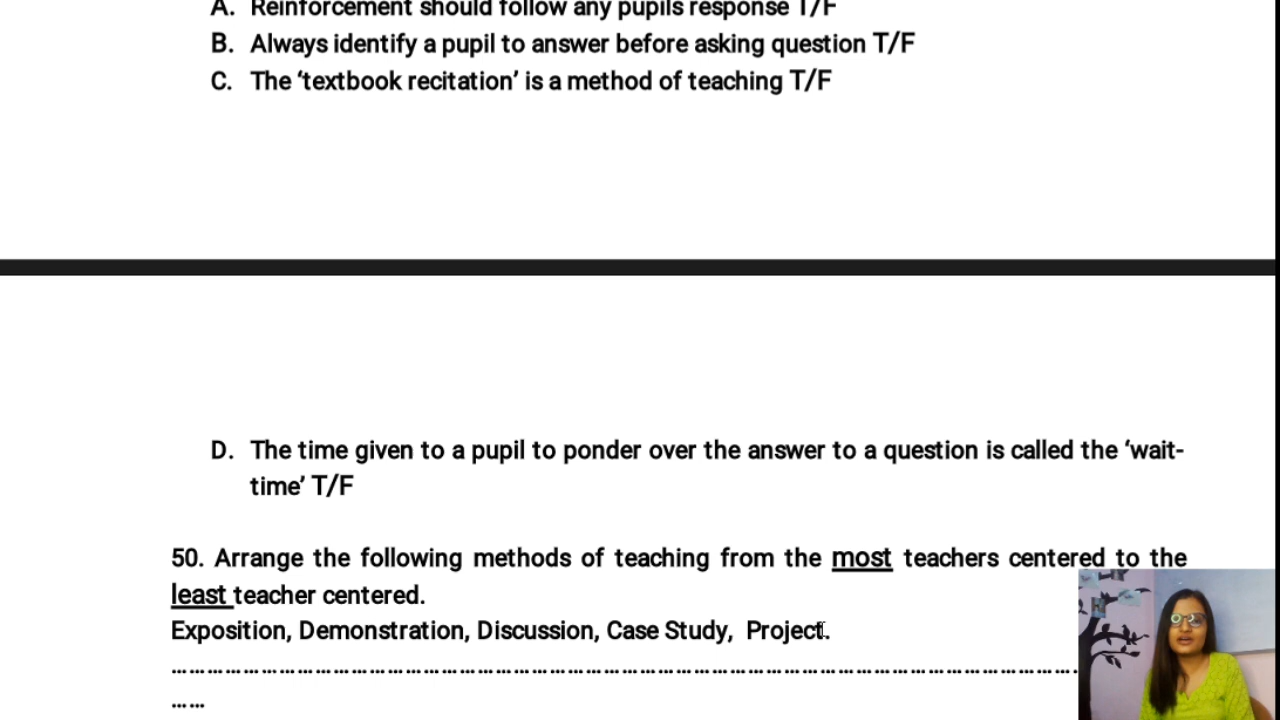 A. Reinforcement should follow any pupils response T/F
B. Always identify a pupil to answer before asking question T/F
C. The ‘textbook recitation’ is a method of teaching T/F
D. The time given to a pupil to ponder over the answer to a question is called the ‘wait-
time’ T/F
50. Arrange the following methods of teaching from the most teachers centered to the
least teacher centered.
Exposition, Demonstration, Discussion, Case Study, Project.
………………………………………………………………………………………………………………………………………………
……